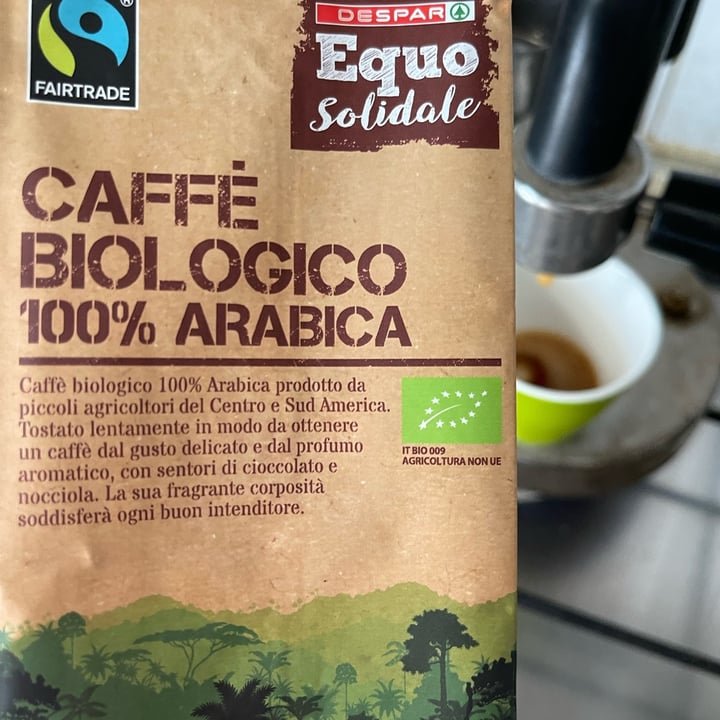 FAIRTRADE
®
DESPAR
Equo
Solidale
CAFFÈ
BIOLOGICO
100% ARABICA
Caffè biologico 100% Arabica prodotto da
piccoli agricoltori del Centro e Sud America.
Tostato lentamente in modo da ottenere
un caffè dal gusto delicato e dal profumo
aromatico, con sentori di cioccolato e
nocciola. La sua fragrante corposità
soddisferà ogni buon intenditore.
IT BIO 009
AGRICOLTURA NON UE